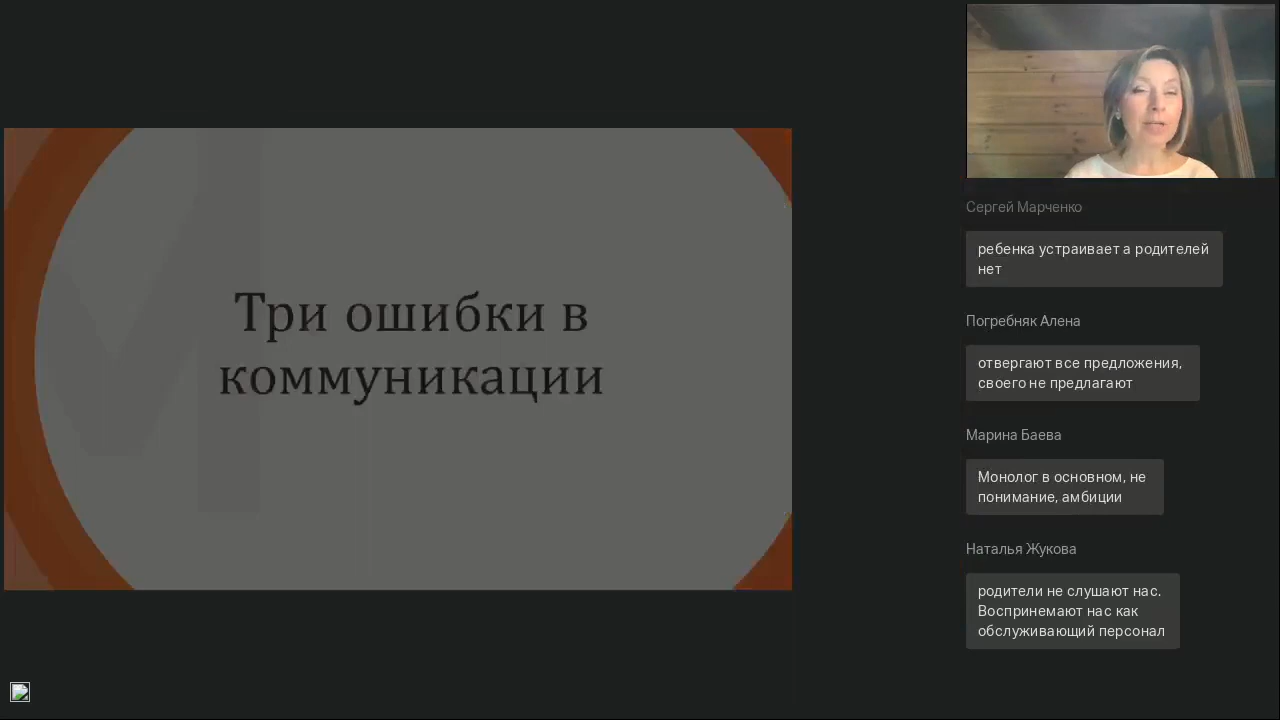 Три ошибки в
коммуникации
Сергей Марченко
ребенка устраивает а родителей
нет
Погребняк Алена
отвергают все предложения,
своего не предлагают
Марина Баева
Монолог в основном, не
понимание, амбиции
Наталья Жукова
родители не слушают нас.
Воспринемают нас как
обслуживающий персонал